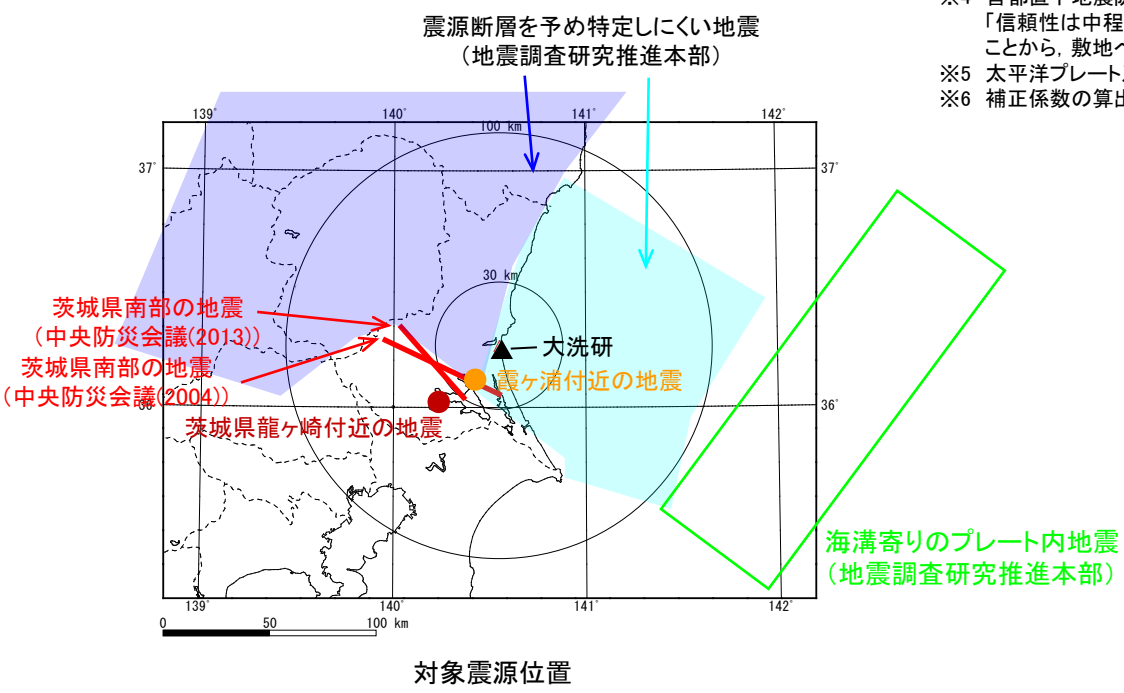 ※4 首都直下地震防
「信頼性は中程
ことから,敷地へ
※5 太平洋プレート
※6 補正係数の算出
震源断層を予め特定しにくい地震
(地震調査研究推進本部)
139° 140° 141° 142°
100 km
37° 37°
30 km
茨城県南部の地震
(中央防災会議(2013))
大洗研
茨城県南部の地震
(中央防災会議(2004))
霞ヶ浦付近の地震
36° 36°
茨城県龍ヶ崎付近の地震
海溝寄りのプレート内地震
(地震調査研究推進本部)
139° 140° 141° 142°
0 50 100 km
対象震源位置